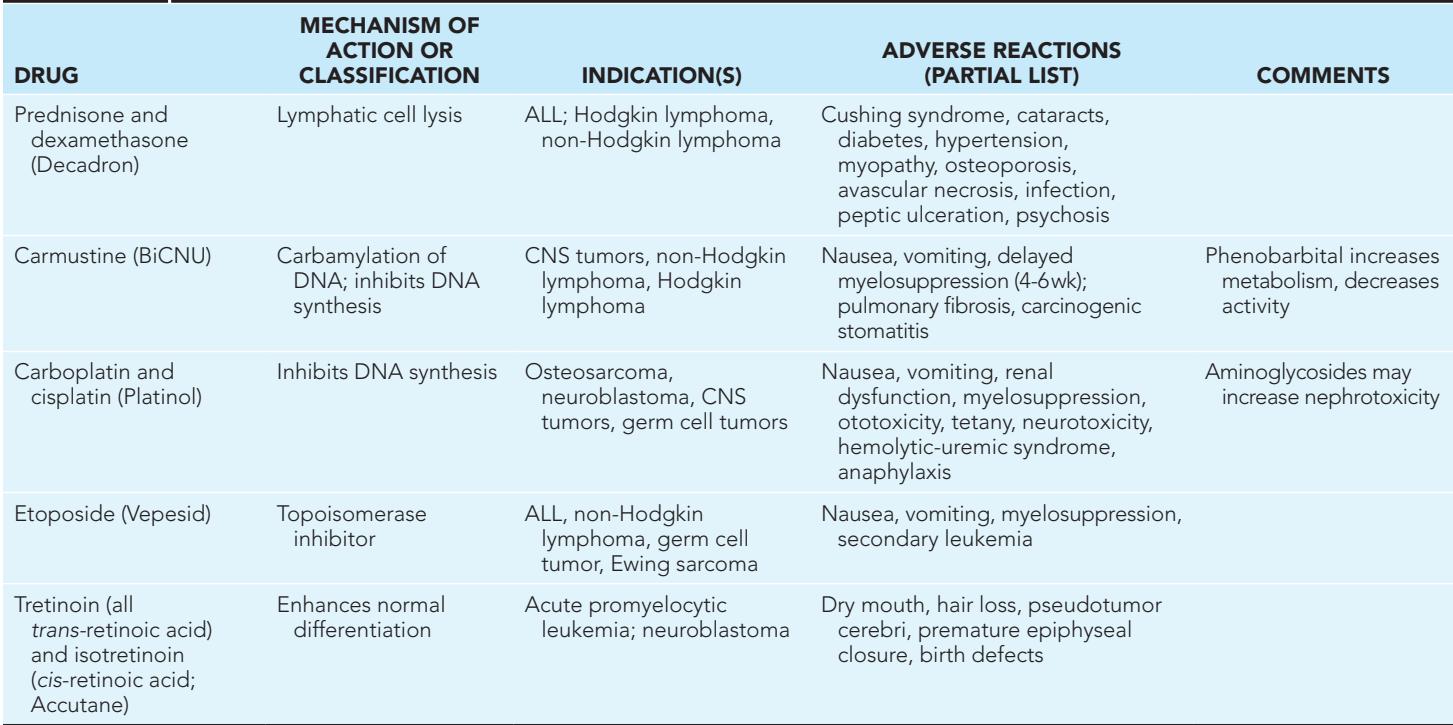 DRUG
MECHANISM OF
ACTION OR
CLASSIFICATION
INDICATION(S)
ADVERSE REACTIONS
(PARTIAL LIST)
COMMENTS
Prednisone and
dexamethasone
(Decadron)
Lymphatic cell lysis
ALL; Hodgkin lymphoma,
non-Hodgkin lymphoma
Cushing syndrome, cataracts,
diabetes, hypertension,
myopathy, osteoporosis,
avascular necrosis, infection,
peptic ulceration, psychosis
Carmustine (BiCNU)
Carbamylation of
DNA; inhibits DNA
synthesis
CNS tumors, non-Hodgkin
lymphoma, Hodgkin
lymphoma
Nausea, vomiting, delayed
myelosuppression (4-6wk);
pulmonary fibrosis, carcinogenic
stomatitis
Phenobarbital increases
metabolism, decreases
activity
Carboplatin and
cisplatin (Platinol)
Inhibits DNA synthesis
Osteosarcoma,
neuroblastoma, CNS
tumors, germ cell tumors
Nausea, vomiting, renal
dysfunction, myelosuppression,
ototoxicity, tetany, neurotoxicity,
hemolytic-uremic syndrome,
anaphylaxis
Aminoglycosides may
increase nephrotoxicity
Etoposide (Vepesid)
Topoisomerase
inhibitor
ALL, non-Hodgkin
lymphoma, germ cell
tumor, Ewing sarcoma
Nausea, vomiting, myelosuppression,
secondary leukemia
Tretinoin (all
trans-retinoic acid)
and isotretinoin
(cis-retinoic acid;
Accutane)
Enhances normal
differentiation
Acute promyelocytic
leukemia; neuroblastoma
Dry mouth, hair loss, pseudotumor
cerebri, premature epiphyseal
closure, birth defects